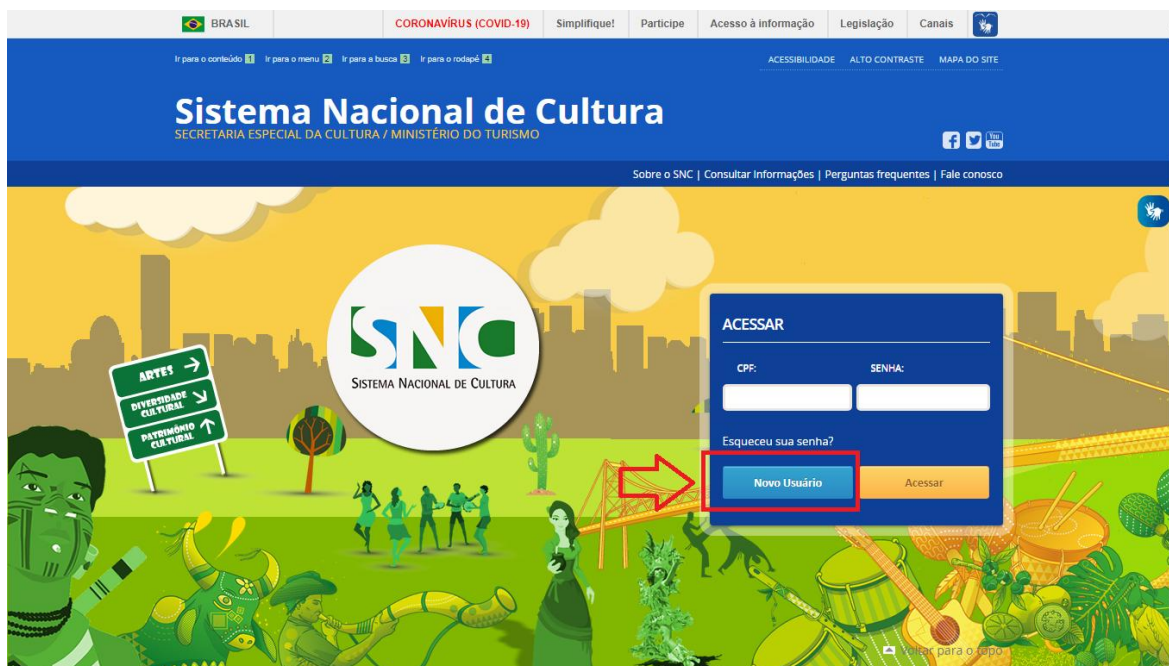 BRASIL CORONAVÍRUS (COVID-19) Simplifique! Participe Acesso à informação Legislação Canais
Ir para o conteúdo 1 Ir para o menu 2 Ir para a busca 3 Ir para o rodapé 4 ACESSIBILIDADE ALTO CONTRASTE MAPA DO SITE
Sistema Nacional de Cultura
SECRETARIA ESPECIAL DA CULTURA / MINISTÉRIO DO TURISMO
You Tube
Sobre o SNC | Consultar Informações | Perguntas frequentes | Fale conosco
SNC
SISTEMA NACIONAL DE CULTURA
ARTES
DIVERSIDADE
CULTURAL
PATRIMÔNIO
CULTURAL
ACESSAR
CPF: SENHA:
Esqueceu sua senha?
Novo Usuário Acessar
Voltar para o topo